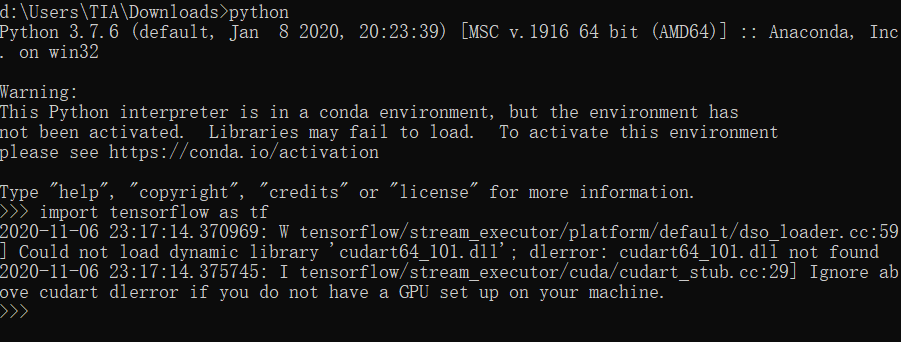 d:\Users\TIA\Downloads>python
Python 3.7.6 (default, Jan  8 2020, 20:23:39) [MSC v.1916 64 bit (AMD64)] :: Anaconda, Inc
. on win32

Warning:
This Python interpreter is in a conda environment, but the environment has
not been activated.  Libraries may fail to load.  To activate this environment
please see https://conda.io/activation

Type "help", "copyright", "credits" or "license" for more information.
>>> import tensorflow as tf
2020-11-06 23:17:14.370969: W tensorflow/stream_executor/platform/default/dso_loader.cc:59
] Could not load dynamic library 'cudart64_101.dll'; dlerror: cudart64_101.dll not found
2020-11-06 23:17:14.375745: I tensorflow/stream_executor/cuda/cudart_stub.cc:29] Ignore ab
ove cudart dlerror if you do not have a GPU set up on your machine.
>>>